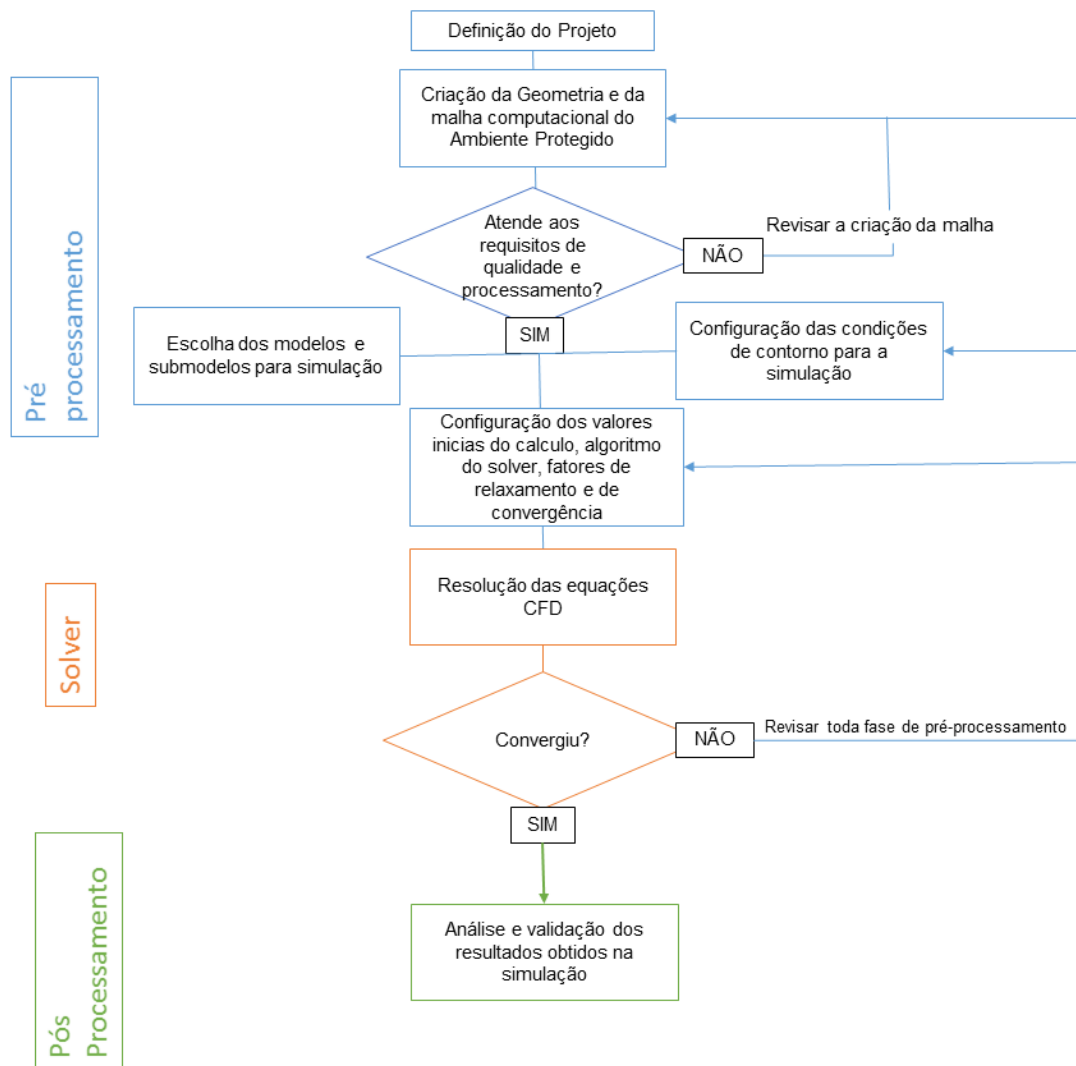 Definição do Projeto
Pré
processamento
Criação da Geometria e da
malha computacional do
Ambiente Protegido
Atende aos
requisitos de
qualidade e
processamento?
NÃO
Revisar a criação da malha
SIM
Escolha dos modelos e
submodelos para simulação
Configuração das condições
de contorno para a
simulação
Configuração dos valores
inicias do calculo, algoritmo
do solver, fatores de
relaxamento e de
convergência
Solver
Resolução das equações
CFD
Convergiu?
NÃO
Revisar toda fase de pré-processamento
SIM
Pós
Processamento
Análise e validação dos
resultados obtidos na
simulação